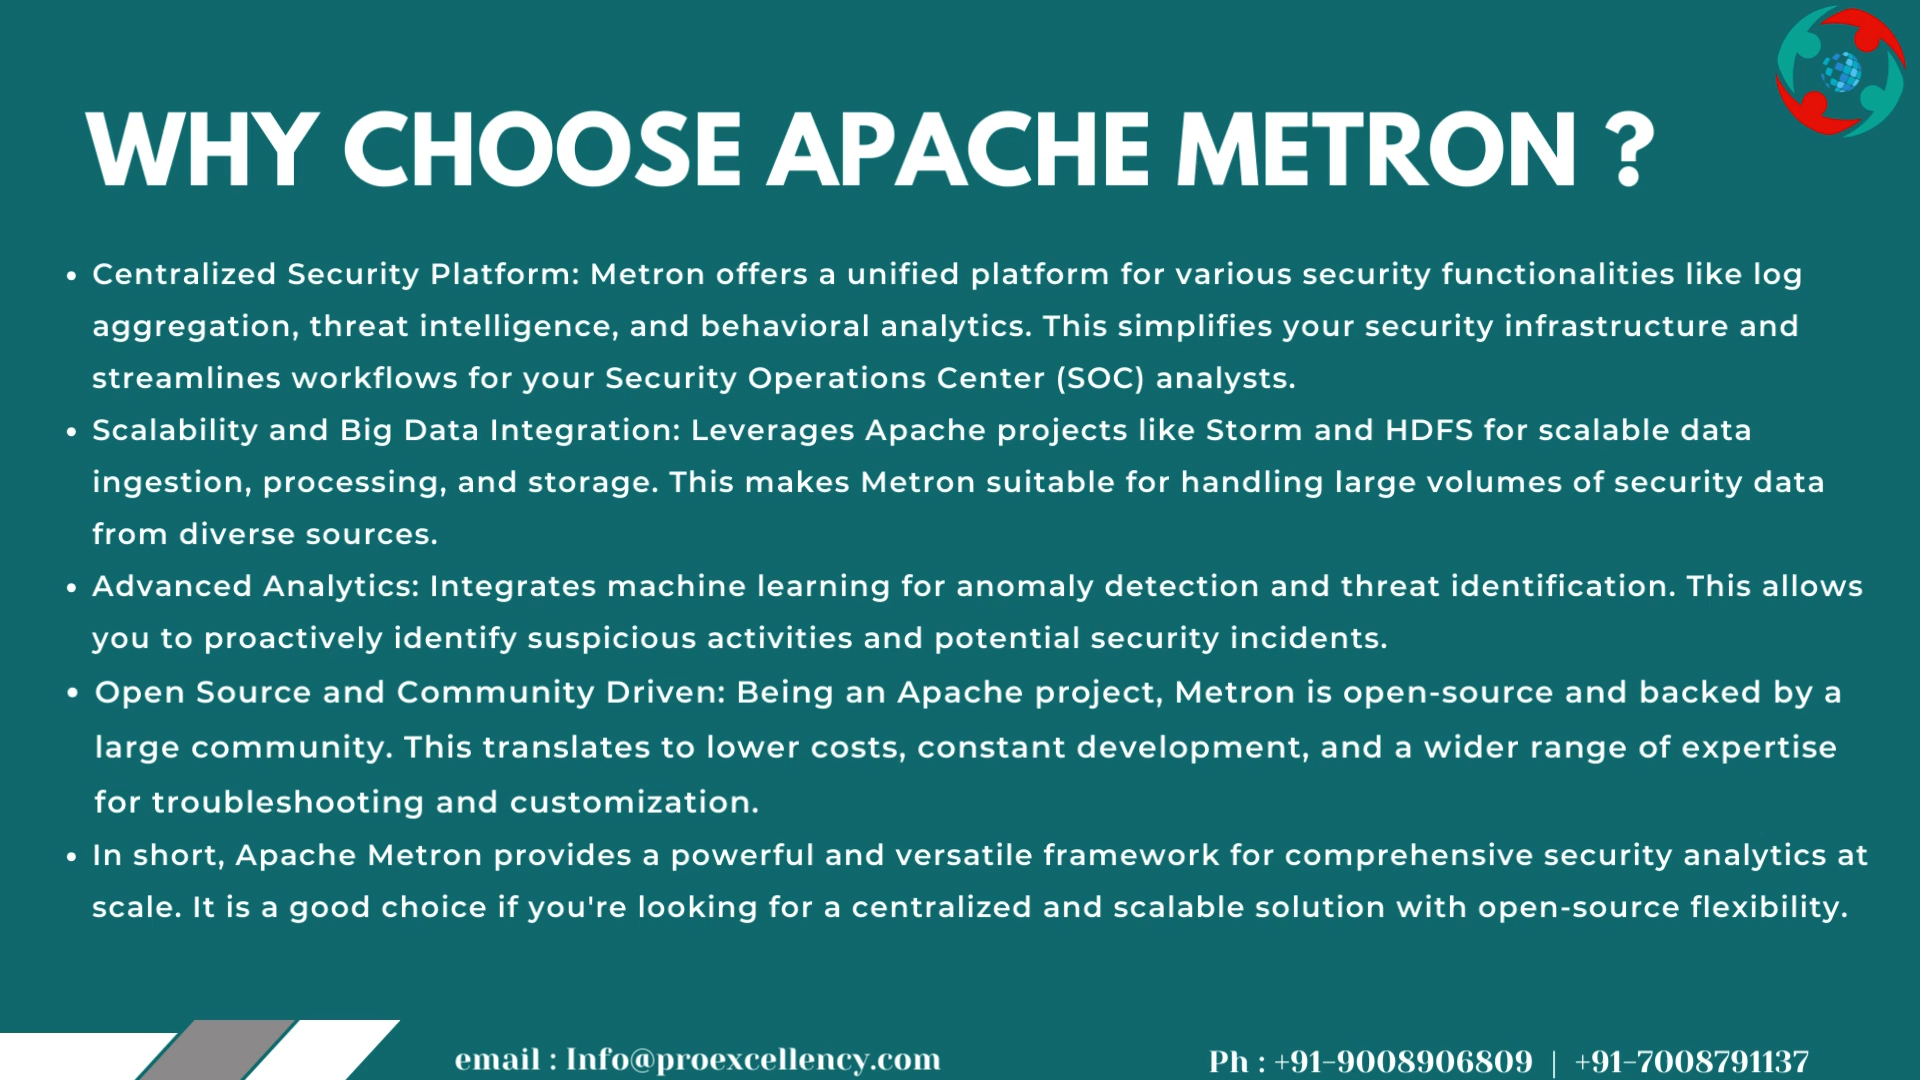 WHY CHOOSE APACHE METRON ?
• Centralized Security Platform: Metron offers a unified platform for various security functionalities like log
aggregation, threat intelligence, and behavioral analytics. This simplifies your security infrastructure and
streamlines workflows for your Security Operations Center (SOC) analysts.
• Scalability and Big Data Integration: Leverages Apache projects like Storm and HDFS for scalable data
ingestion, processing, and storage. This makes Metron suitable for handling large volumes of security data
from diverse sources.
• Advanced Analytics: Integrates machine learning for anomaly detection and threat identification. This allows
you to proactively identify suspicious activities and potential security incidents.
• Open Source and Community Driven: Being an Apache project, Metron is open-source and backed by a
large community. This translates to lower costs, constant development, and a wider range of expertise
for troubleshooting and customization.
• In short, Apache Metron provides a powerful and versatile framework for comprehensive security analytics at
scale. It is a good choice if you're looking for a centralized and scalable solution with open-source flexibility.
email : Info@proexcellency.com
Ph : +91-9008906809 | +91-7008791137